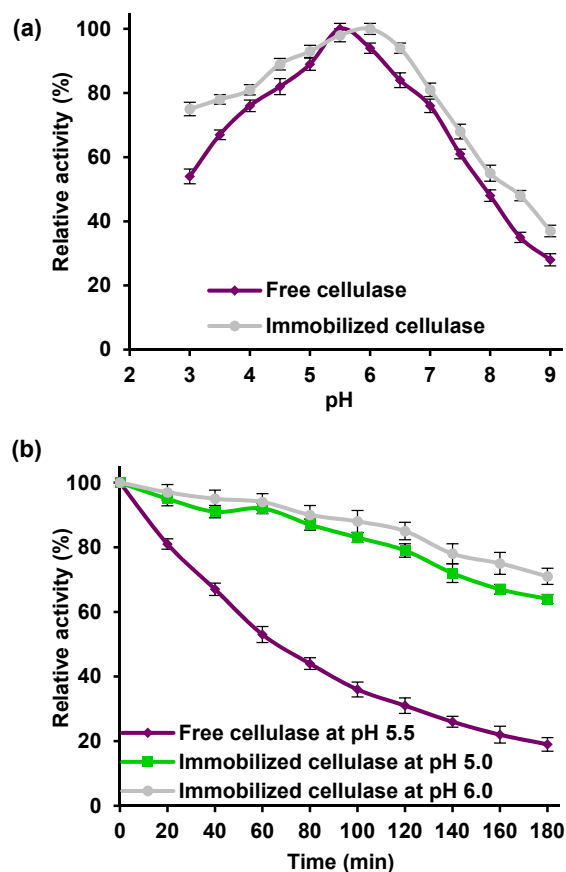 (a)
Relative activity (%)
100
80
60
40
20
0
Free cellulase
Immobilized cellulase
2 3 4 5 6 7 8 9
pH
(b)
Relative activity (%)
100
80
60
40
20
0
Free cellulase at pH 5.5
Immobilized cellulase at pH 5.0
Immobilized cellulase at pH 6.0
0 20 40 60 80 100 120 140 160 180
Time (min)